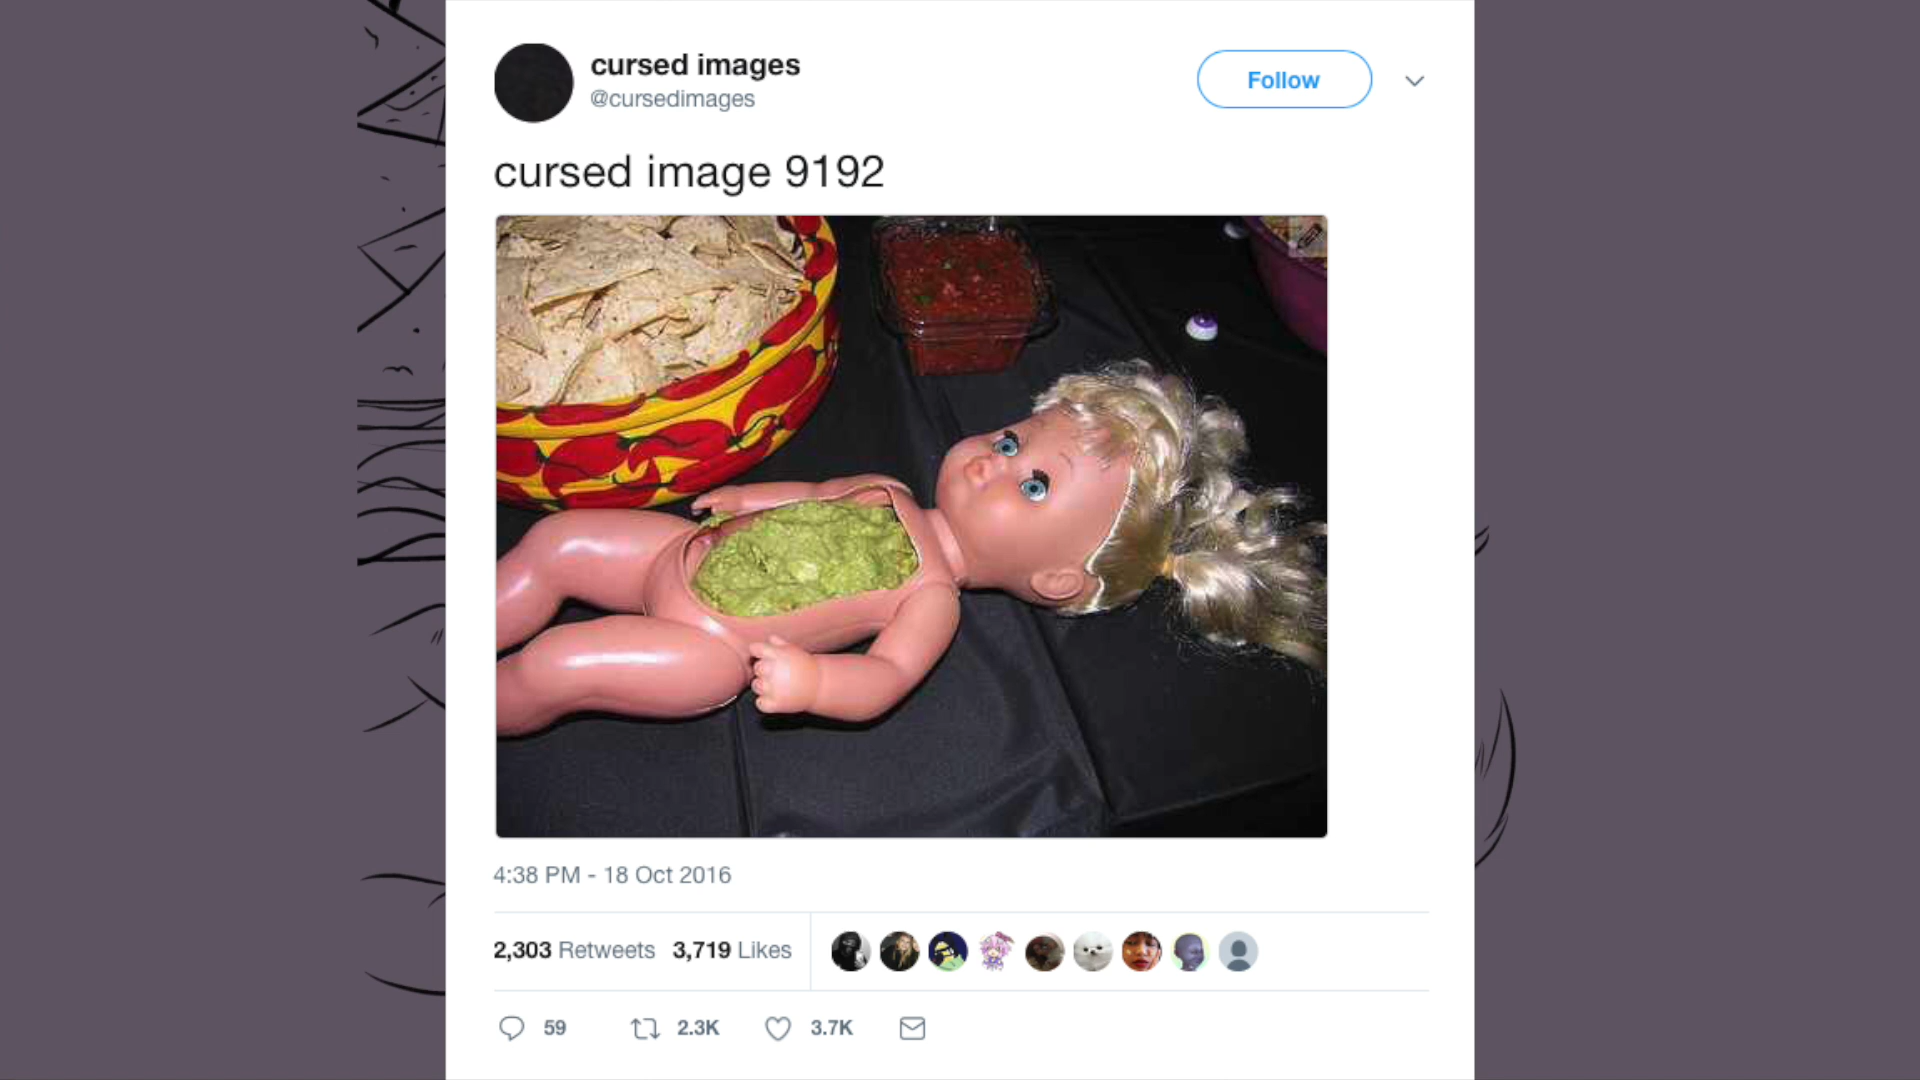 cursed images
@cursedimages
Follow
cursed image 9192
4:38 PM - 18 Oct 2016
2,303 Retweets 3,719 Likes
59 2.3K 3.7K